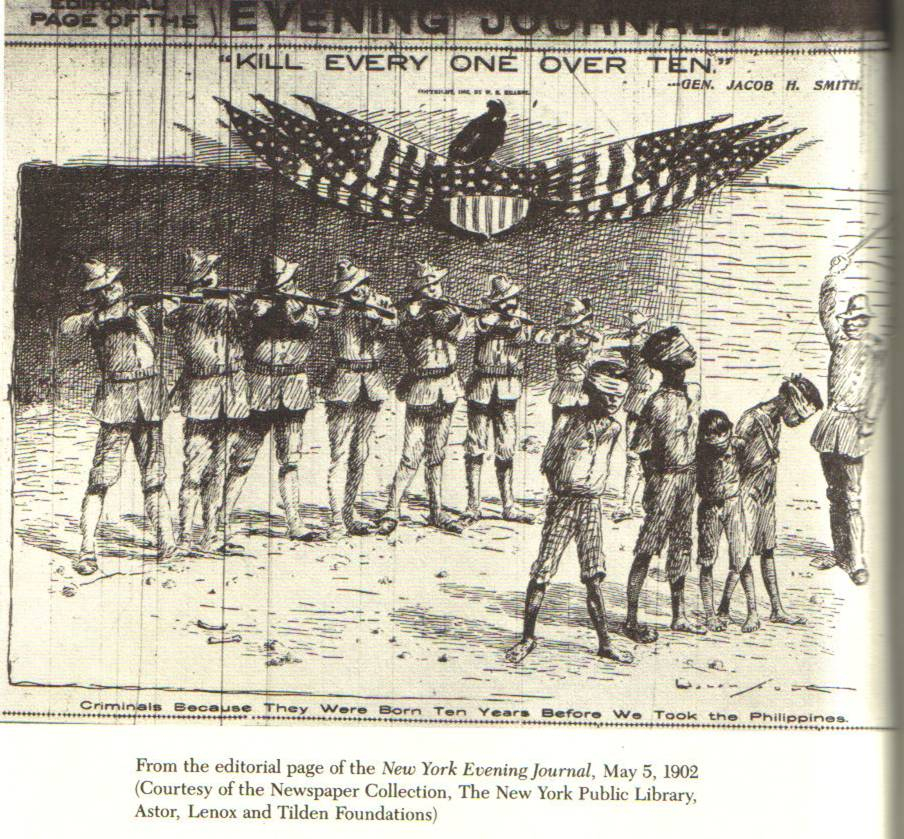 EDITORIAL
PAGE OF THE
EVENING JOURNAL.
"KILL EVERY ONE OVER TEN."
—GEN. JACOB H. SMITH.
COPYRIGHT, 1902, BY W. R. HEARST.
Criminals Because They Were Born Ten Years Before We Took the Philippines.
From the editorial page of the New York Evening Journal, May 5, 1902
(Courtesy of the Newspaper Collection, The New York Public Library,
Astor, Lenox and Tilden Foundations)